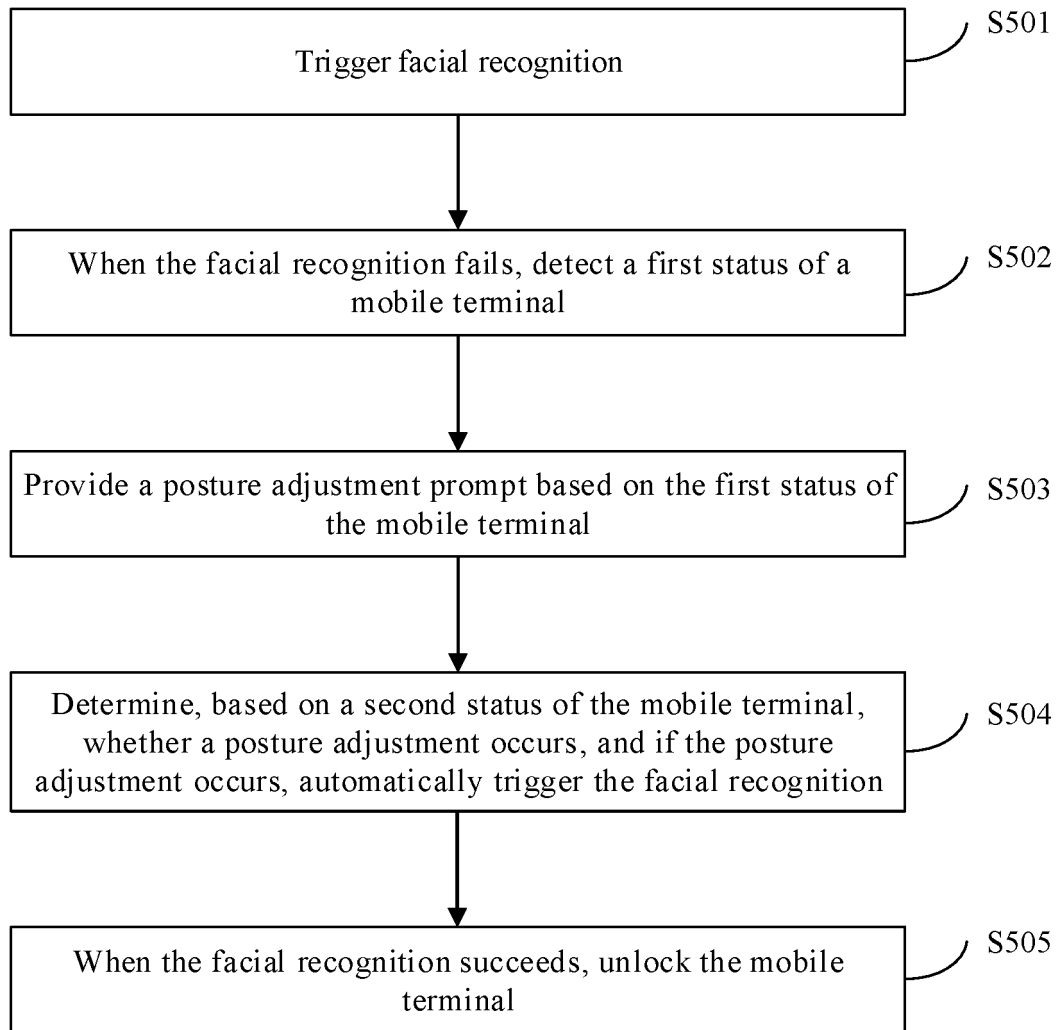 S501
Trigger facial recognition
S502
When the facial recognition fails, detect a first status of a
mobile terminal
S503
Provide a posture adjustment prompt based on the first status of
the mobile terminal
S504
Determine, based on a second status of the mobile terminal,
whether a posture adjustment occurs, and if the posture
adjustment occurs, automatically trigger the facial recognition
S505
When the facial recognition succeeds, unlock the mobile
terminal